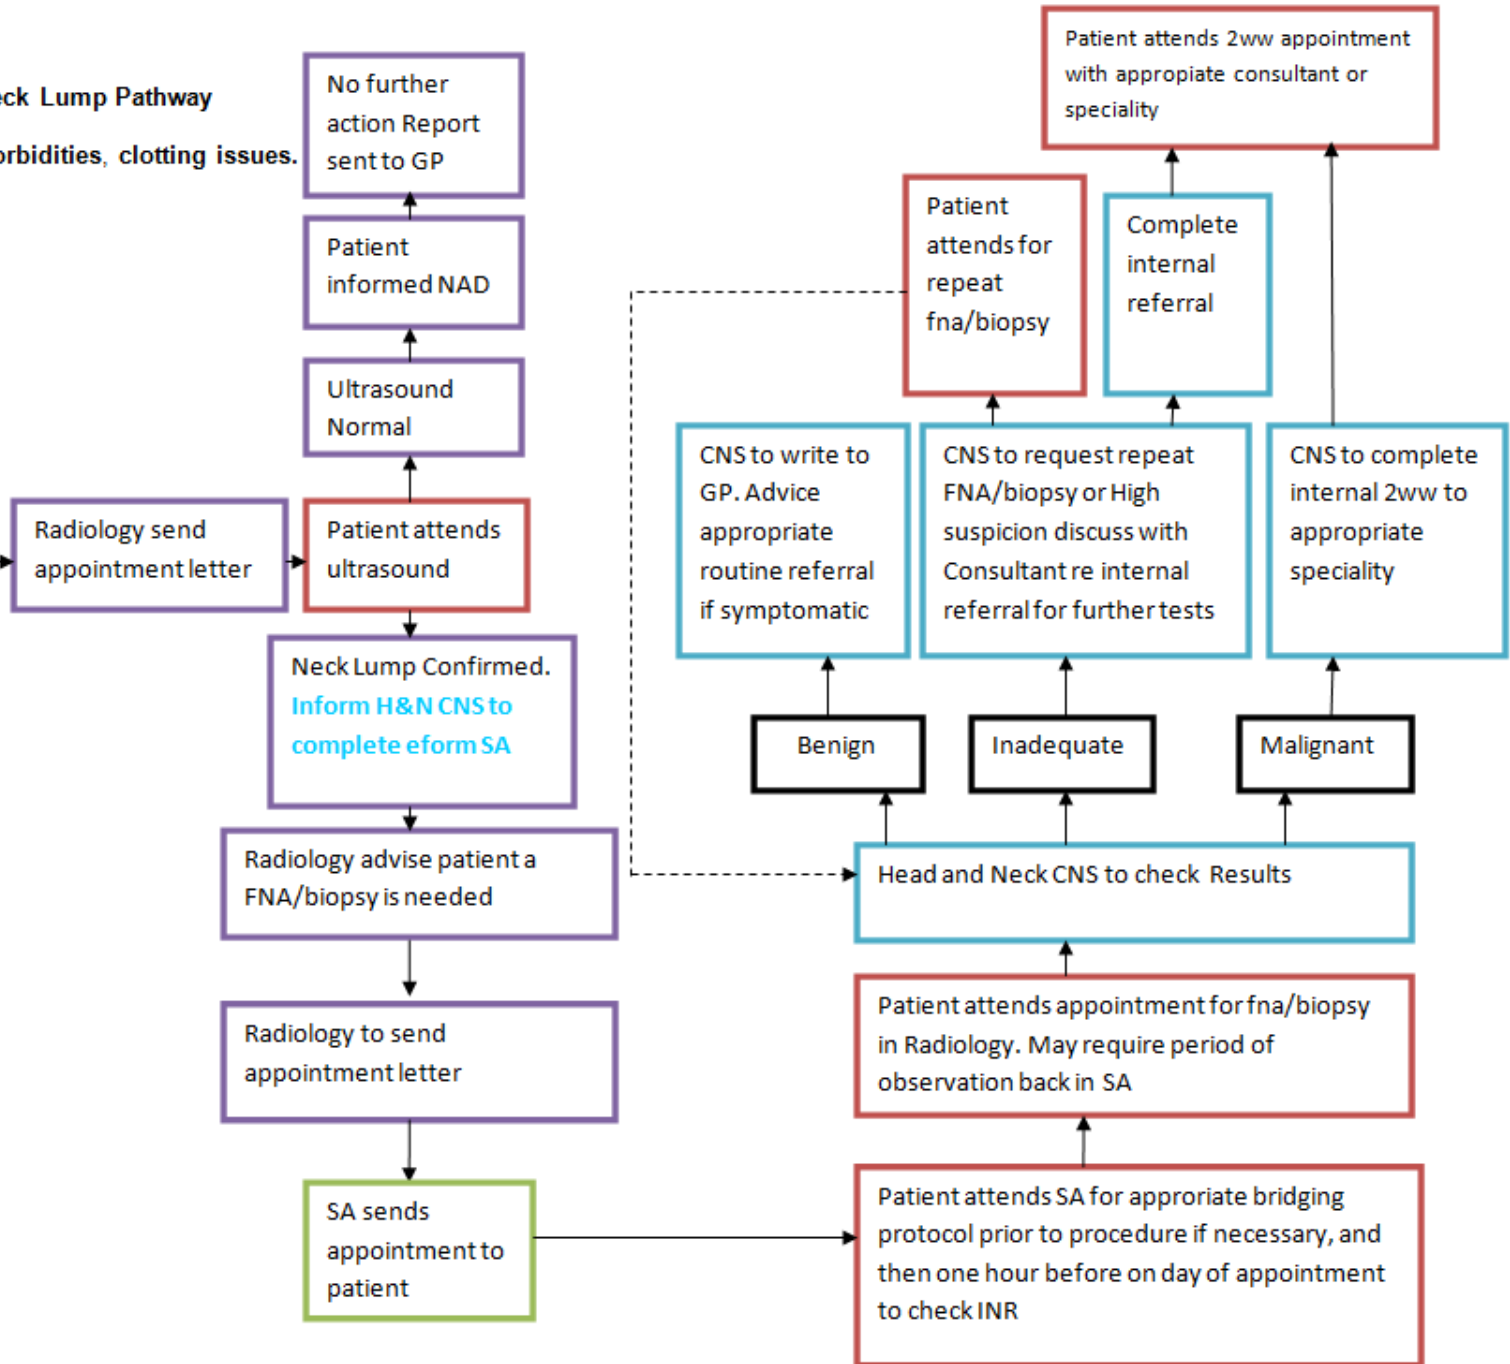 Lump Pathway
clotting issues.
No further
action Report
sent to GP
Patient
informed NAD
Ultrasound
Normal
Radiology send
appointment letter
Patient attends
ultrasound
Neck Lump Confirmed.
Inform H&N CNS to
complete eform SA
Radiology advise patient a
FNA/biopsy is needed
Radiology to send
appointment letter
SA sends
appointment to
patient
Patient attends 2ww appointment
with appropiate consultant or
speciality
Patient
attends for
repeat
fna/biopsy
Complete
internal
referral
CNS to write to
GP. Advice
appropriate
routine referral
if symptomatic
CNS to request repeat
FNA/biopsy or High
suspicion discuss with
Consultant re internal
referral for further tests
CNS to complete
internal 2ww to
appropriate
speciality
Benign
Inadequate
Malignant
Head and Neck CNS to check Results
Patient attends appointment for fna/biopsy
in Radiology. May require period of
observation back in SA
Patient attends SA for approriate bridging
protocol prior to procedure if necessary, and
then one hour before on day of appointment
to check INR